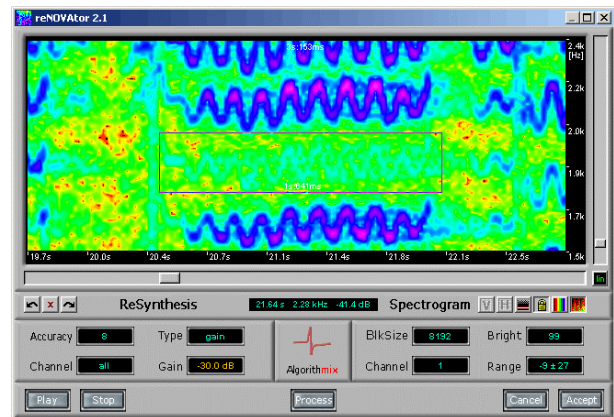 reNOVAtor 2.1
3s:153ms
2.4k
[Hz]
2.2k
2.0k
1.9k
1.7k
1.5k
1s:641ms
19.7s 20.0s 20.4s 20.7s 21.1s 21.4s 21.8s 22.1s 22.5s
lin
x ReSynthesis 21.64 s 2.28 kHz -41.4 dB Spectrogram V H
Accuracy 8 Type gain BlkSize 8192 Bright 99
Channel all Gain -30.0 dB Algorithmix Channel 1 Range -9 ± 27
Play Stop Process Cancel Accept